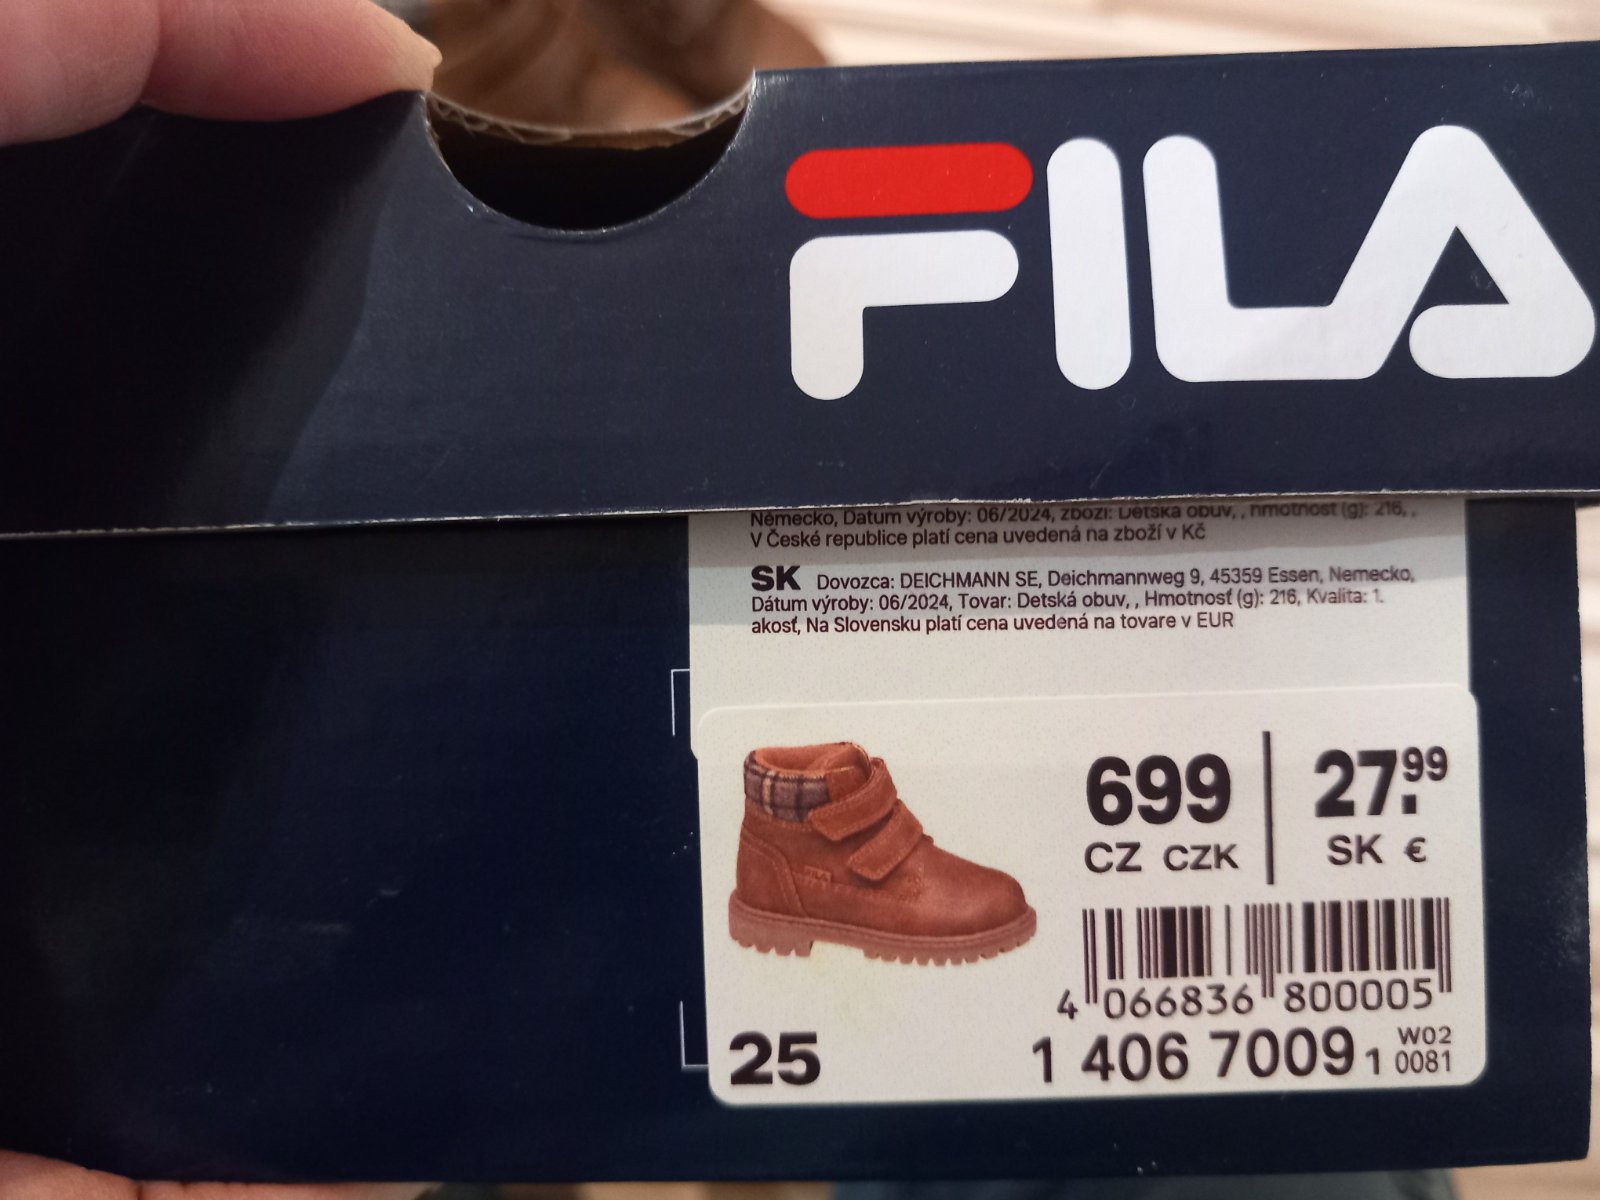 FILA
Německo, Datum výroby: 06/2024, zboží: Dětská obuv, , hmotnost (g): 216, ,
V České republice platí cena uvedená na zboží v Kč
SK Dovozca: DEICHMANN SE, Deichmannweg 9, 45359 Essen, Nemecko,
Dátum výroby: 06/2024, Tovar: Detská obuv, , Hmotnosť (g): 216, Kvalita: 1.
akosť, Na Slovensku platí cena uvedená na tovare v EUR
699 27.99
CZ CZK SK €
FILA
4 066836 800005
25
1 406 7009 1 W02 0081